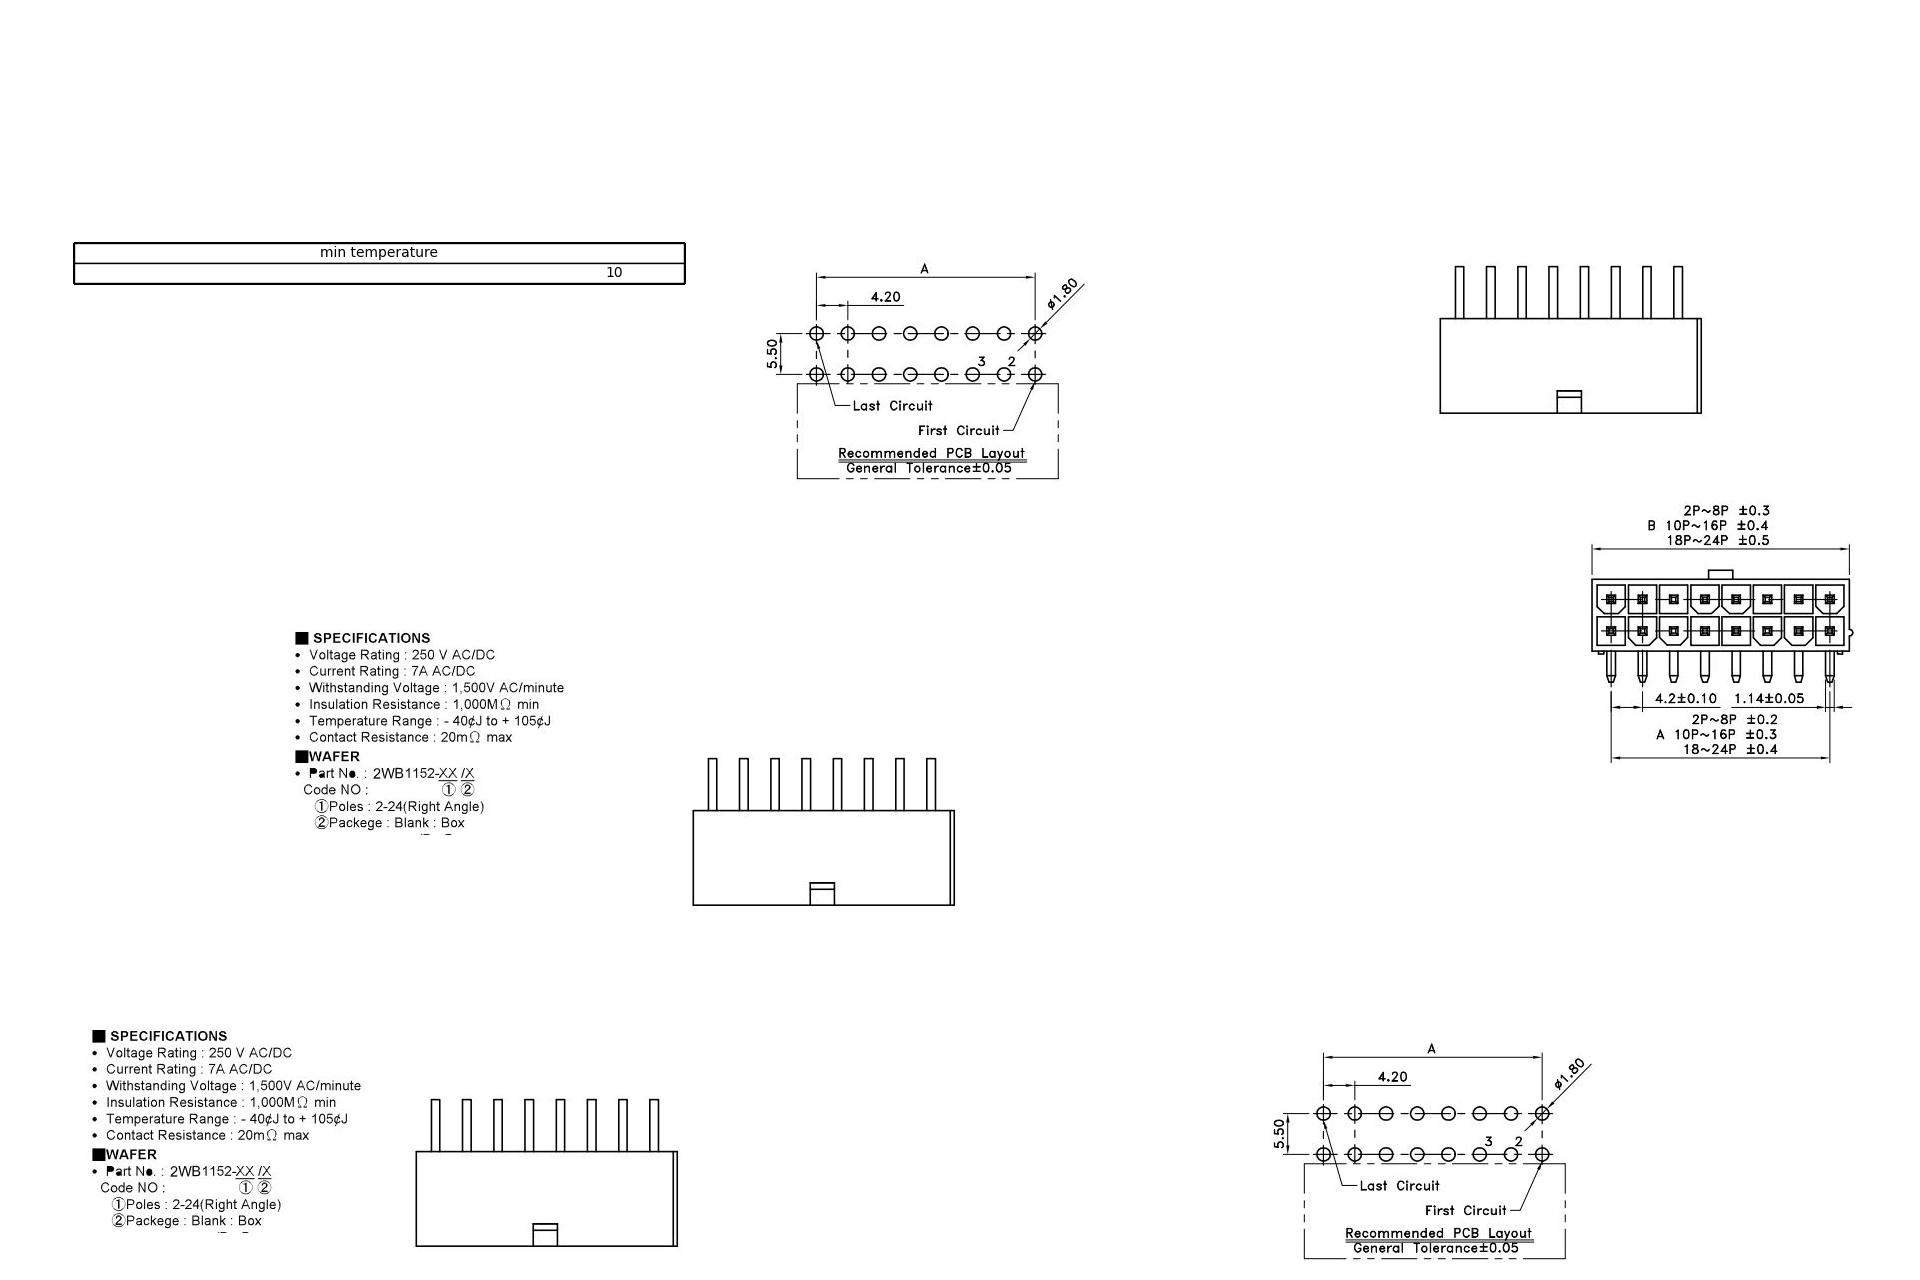 min temperature
10
A
4.20
ø1.80
5.50
3 2
Last Circuit
First Circuit
Recommended PCB Layout
General Tolerance±0.05
2P~8P ±0.3
B 10P~16P ±0.4
18P~24P ±0.5
4.2±0.10 1.14±0.05
2P~8P ±0.2
A 10P~16P ±0.3
18~24P ±0.4
■ SPECIFICATIONS
• Voltage Rating : 250 V AC/DC
• Current Rating : 7A AC/DC
• Withstanding Voltage : 1,500V AC/minute
• Insulation Resistance : 1,000MΩ min
• Temperature Range : - 40¢J to + 105¢J
• Contact Resistance : 20mΩ max
■WAFER
• Part No. : 2WB1152-XX /X
Code NO : ① ②
①Poles : 2-24(Right Angle)
②Packege : Blank : Box
■ SPECIFICATIONS
• Voltage Rating : 250 V AC/DC
• Current Rating : 7A AC/DC
• Withstanding Voltage : 1,500V AC/minute
• Insulation Resistance : 1,000MΩ min
• Temperature Range : - 40¢J to + 105¢J
• Contact Resistance : 20mΩ max
■WAFER
• Part No. : 2WB1152-XX /X
Code NO : ① ②
①Poles : 2-24(Right Angle)
②Packege : Blank : Box
A
4.20
ø1.80
5.50
3 2
Last Circuit
First Circuit
Recommended PCB Layout
General Tolerance±0.05